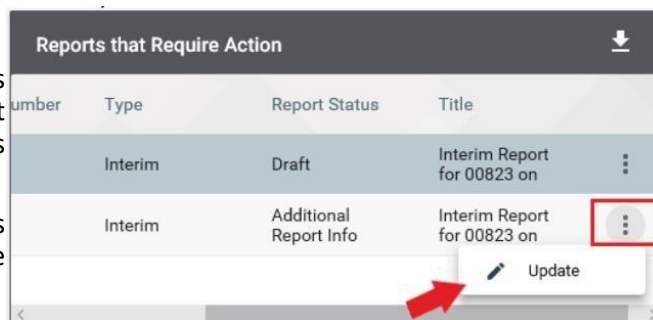 Reports that Require Action
umber Type Report Status Title
Interim Draft Interim Report
for 00823 on
Interim Additional Interim Report
Report Info for 00823 on
Update